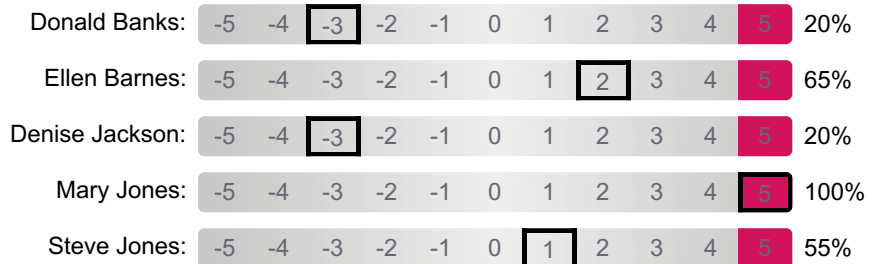 Donald Banks: -5 -4 -3 -2 -1 0 1 2 3 4 5 20%
Ellen Barnes: -5 -4 -3 -2 -1 0 1 2 3 4 5 65%
Denise Jackson: -5 -4 -3 -2 -1 0 1 2 3 4 5 20%
Mary Jones: -5 -4 -3 -2 -1 0 1 2 3 4 5 100%
Steve Jones: -5 -4 -3 -2 -1 0 1 2 3 4 5 55%